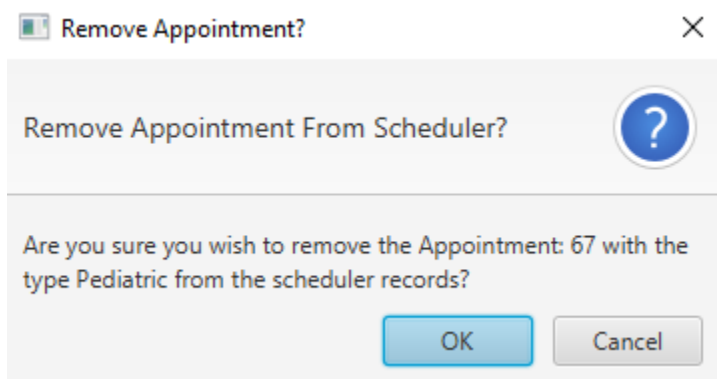 Remove Appointment?
Remove Appointment From Scheduler?
?
Are you sure you wish to remove the Appointment: 67 with the
type Pediatric from the scheduler records?
OK
Cancel